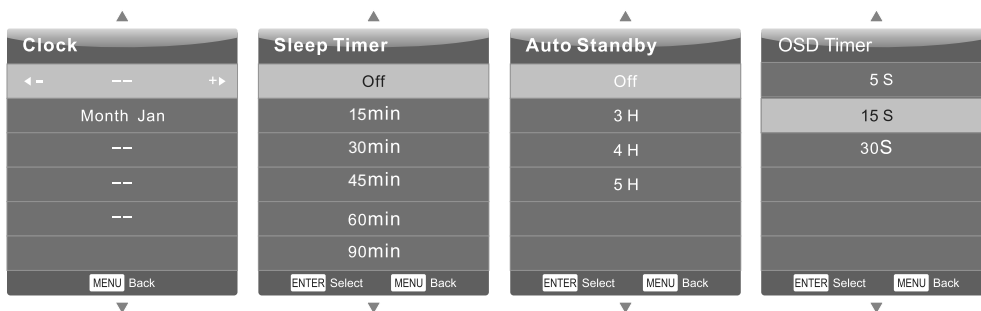 Clock
- -- +
Month Jan
--
--
--
MENU Back
Sleep Timer
Off
15min
30min
45min
60min
90min
ENTER Select MENU Back
Auto Standby
Off
3 H
4 H
5 H
ENTER Select MENU Back
OSD Timer
5 S
15 S
30S
ENTER Select MENU Back